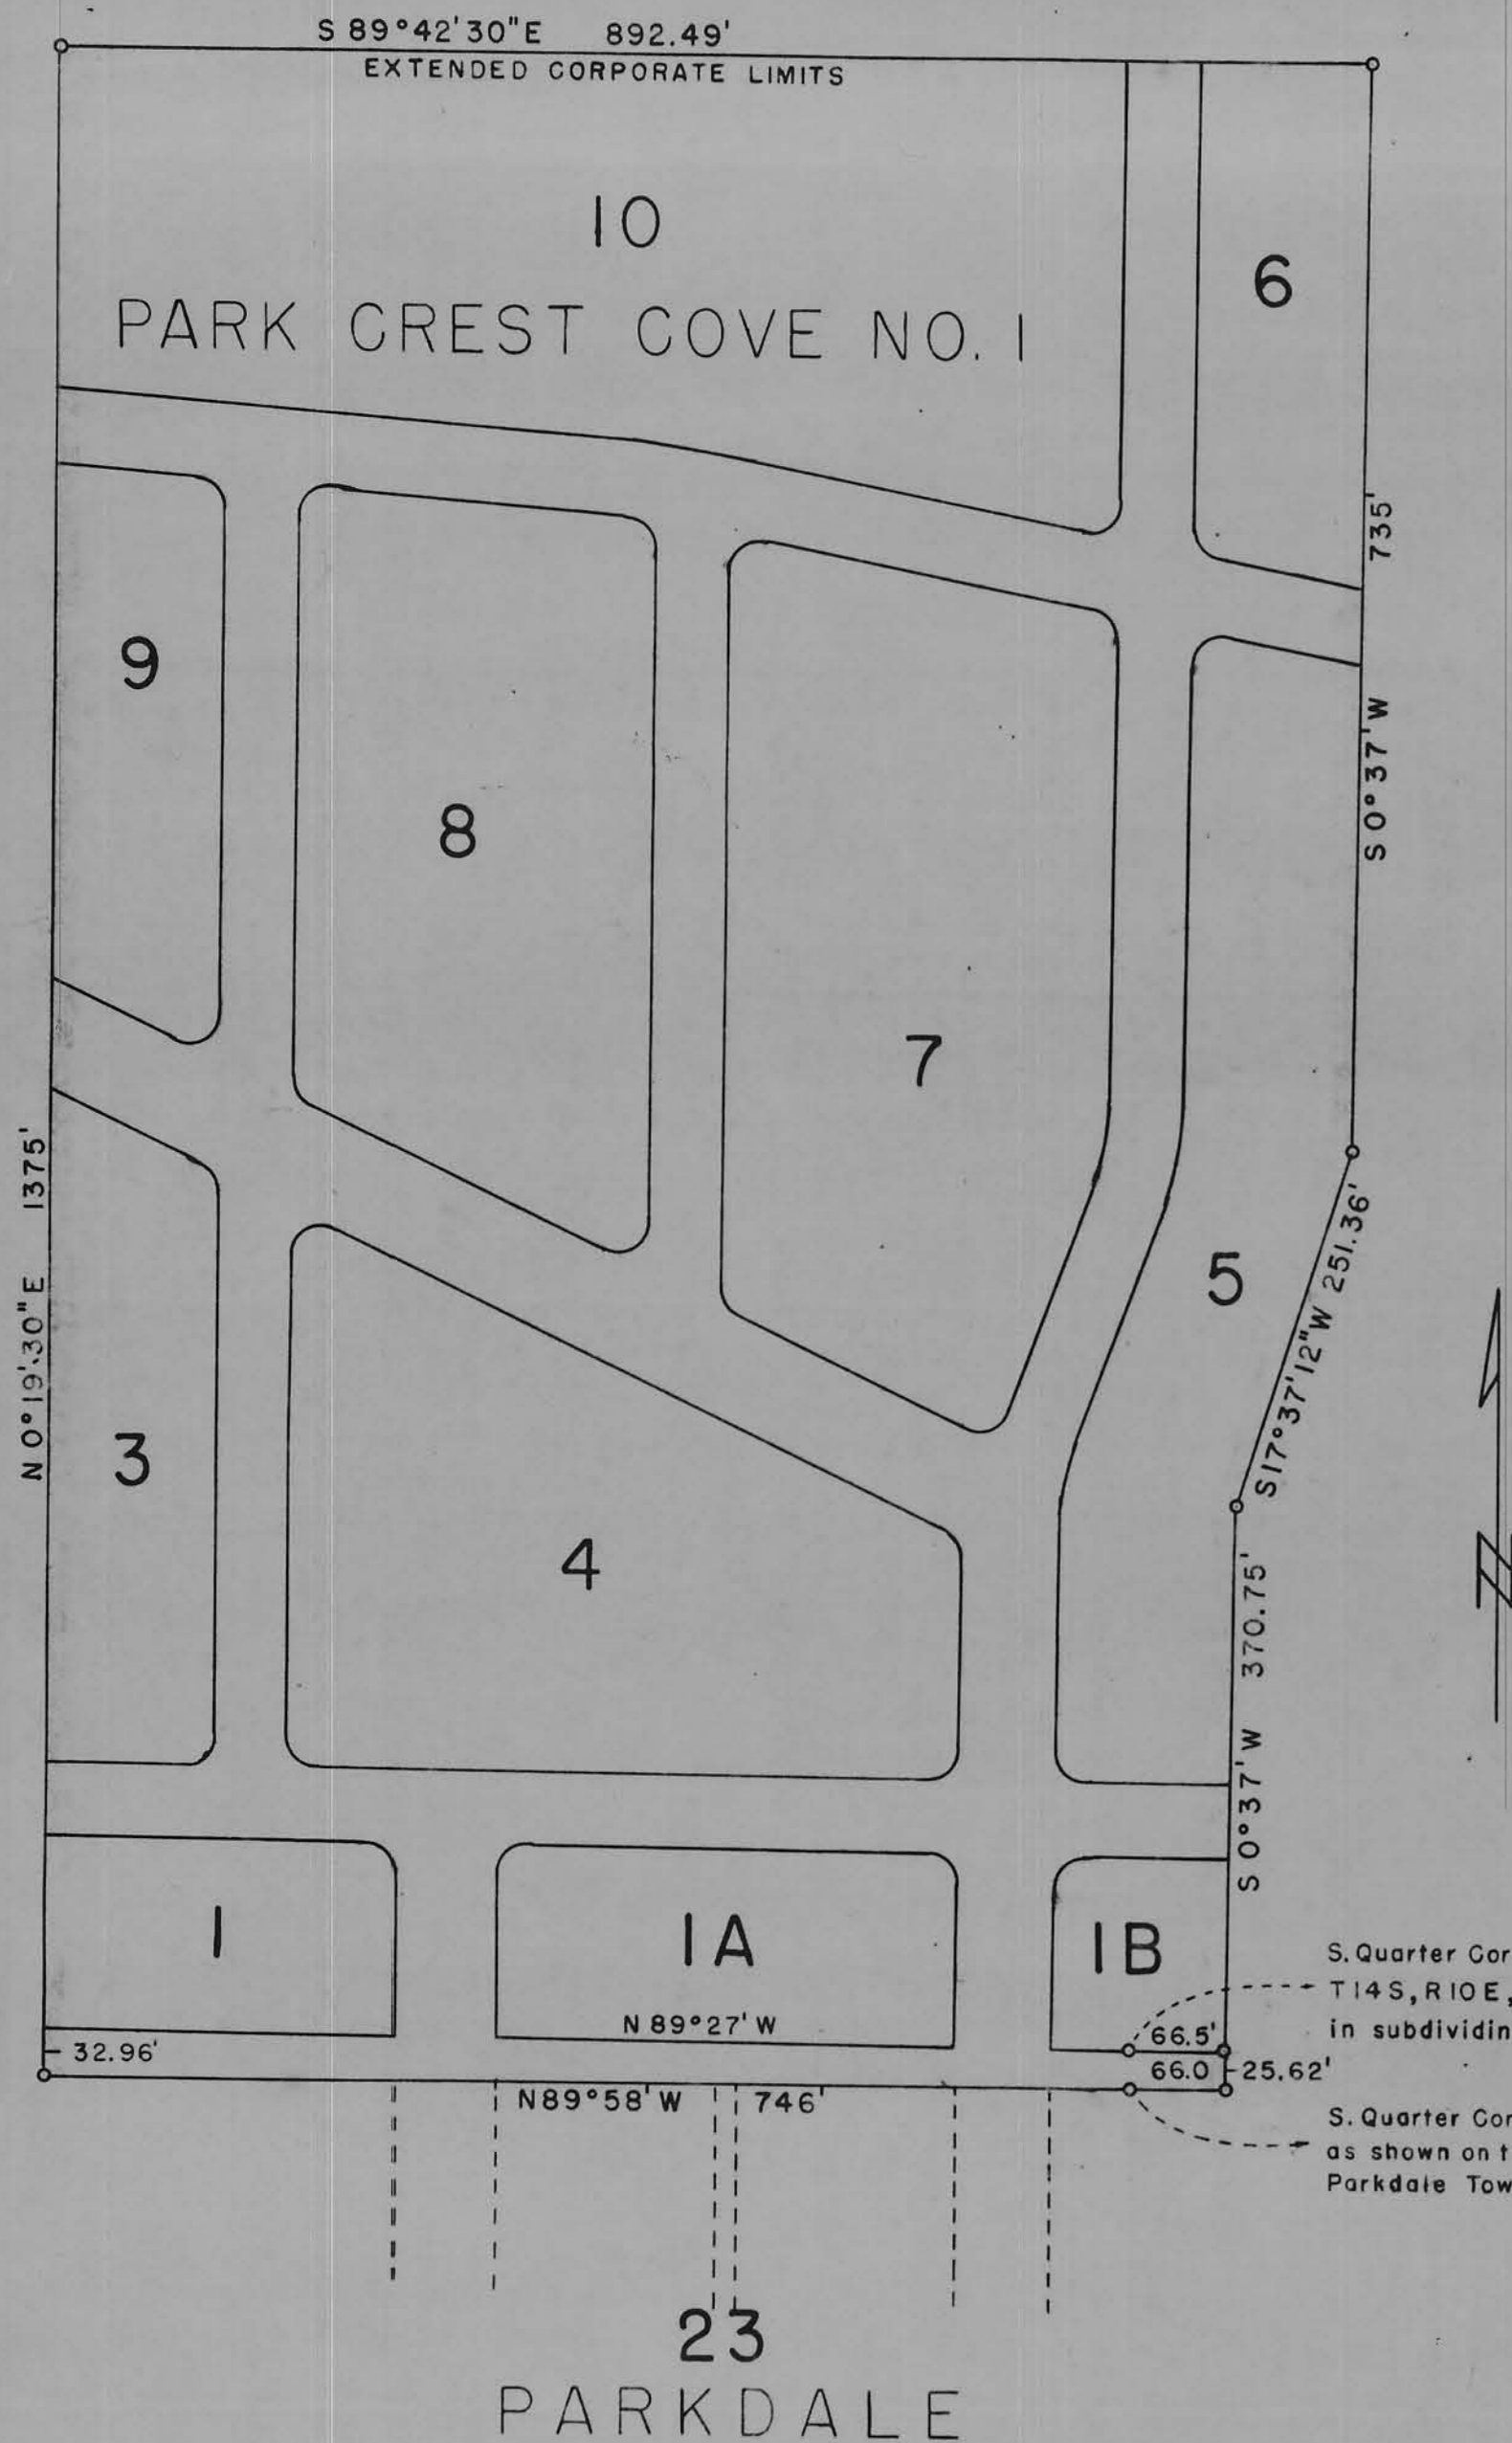 S 89°42'30"E 892.49'
EXTENDED CORPORATE LIMITS
10
6
PARK CREST COVE NO. 1
735'
S 0°37'W
9
8
7
N 0°19'30"E 1375'
5
S17°37'12"W 251.36'
3
4
S 0°37'W 370.75'
1
1A
1B
N 89°27'W
S. Quarter Cor
T14S, R10E,
in subdividin
32.96'
66.5'
66.0
25.62'
N89°58'W 746'
S. Quarter Cor
as shown on t
Parkdale Tow
23
PARKDALE